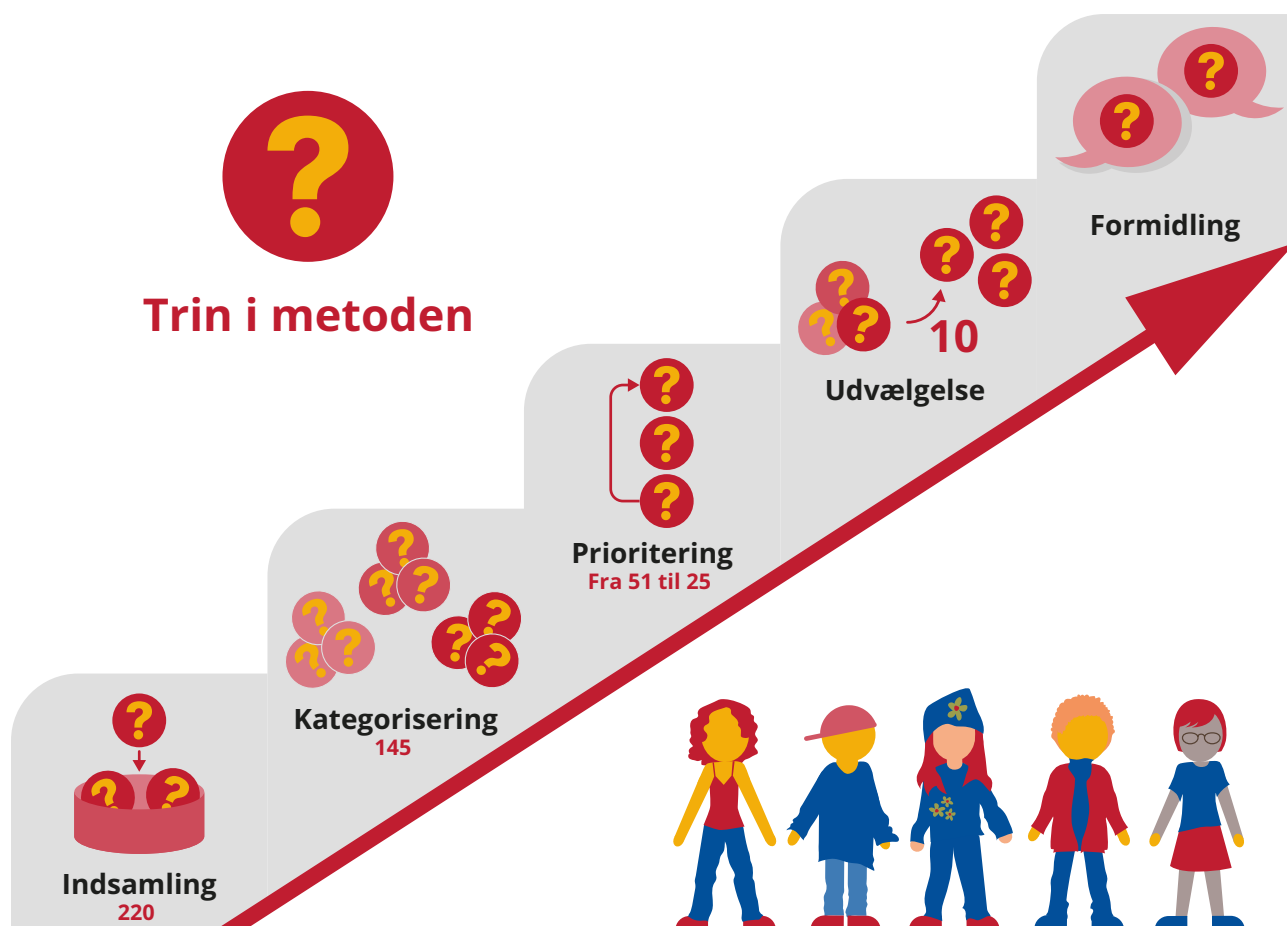 Trin i metoden
Indsamling
220
Kategorisering
145
Prioritering
Fra 51 til 25
10
Udvælgelse
Formidling